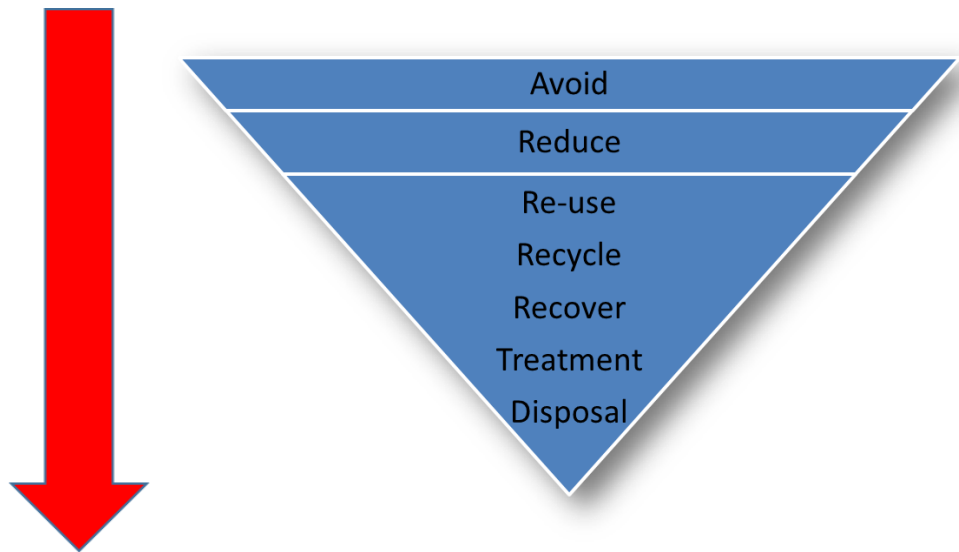 Avoid
Reduce
Re-use
Recycle
Recover
Treatment
Disposal